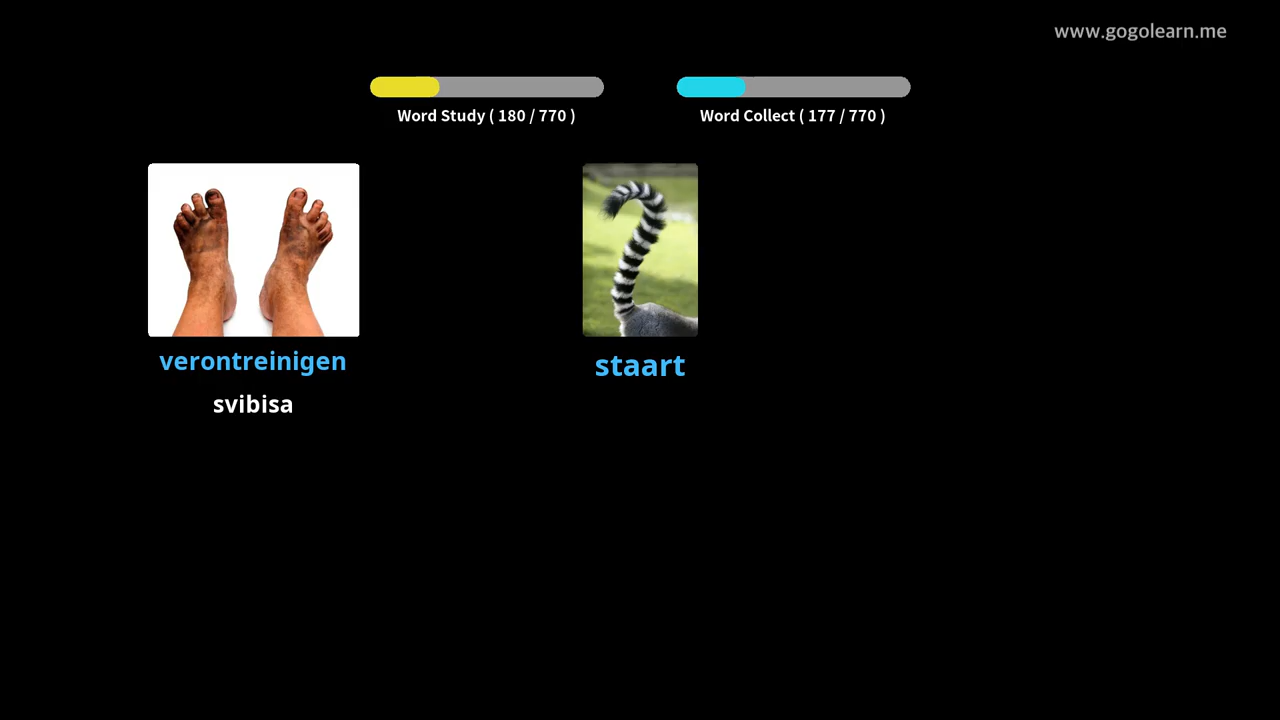 www.gogolearn.me
Word Study ( 180 / 770 )
Word Collect ( 177 / 770 )
verontreinigen
svibisa
staart